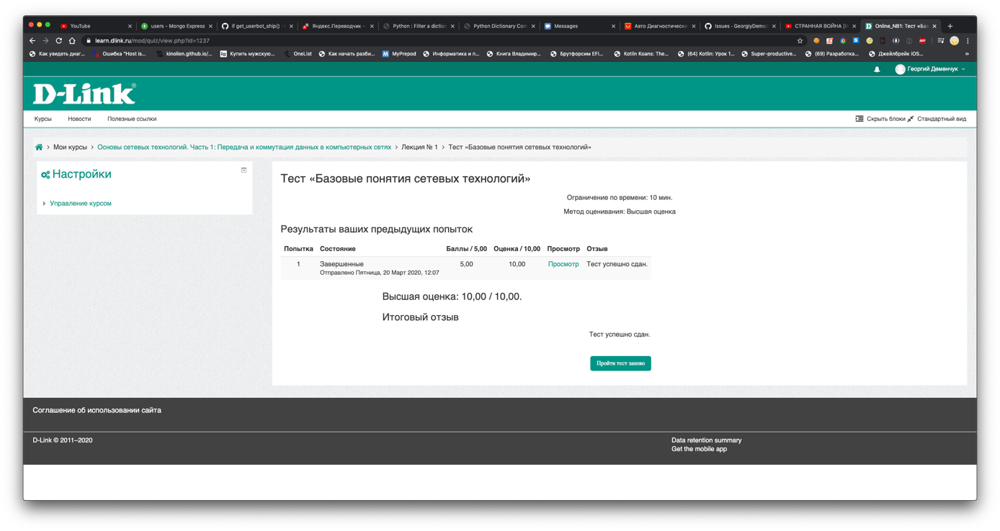 YouTube
users - Mongo Express
if get_userbot_ship()
Яндекс.Переводчик –
Python : Filter a diction
Python Dictionary Com
Messages
Авто Диагностически
Issues · GeorgiyDemo/
СТРАННАЯ ВОЙНА [И
Online_NB1: Тест «Баз
learn.dlink.ru/mod/quiz/view.php?id=1237
Как увидеть диаг...
Ошибка "Host is...
kinolien.github.io/...
Купить мужскую...
OneList
Как начать разби...
MyPreprod
Информатика и п...
Книга Владимир...
Брутфорсим EFI...
Kotlin Koans: The...
(64) Kotlin: Урок 1...
Super-productive...
(69) Разработка...
Джейлбрейк iOS...
»
Георгий Деменчук
D-Link®
Курсы
Новости
Полезные ссылки
Скрыть блоки
Стандартный вид
Мои курсы > Основы сетевых технологий. Часть 1: Передача и коммутация данных в компьютерных сетях > Лекция № 1 > Тест «Базовые понятия сетевых технологий»
Настройки
Управление курсом
Тест «Базовые понятия сетевых технологий»
Ограничение по времени: 10 мин.
Метод оценивания: Высшая оценка
Результаты ваших предыдущих попыток
Попытка Состояние Баллы / 5,00 Оценка / 10,00 Просмотр Отзыв
1 Завершенные 5,00 10,00 Просмотр Тест успешно сдан.
Отправлено Пятница, 20 Март 2020, 12:07
Высшая оценка: 10,00 / 10,00.
Итоговый отзыв
Тест успешно сдан.
Пройти тест заново
Соглашение об использовании сайта
D-Link © 2011–2020
Data retention summary
Get the mobile app